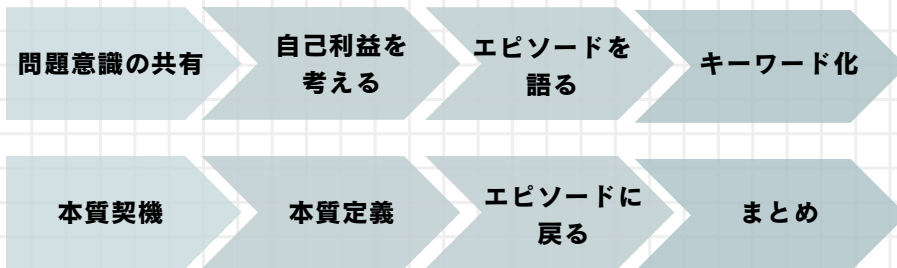 問題意識の共有
自己利益を
考える
エピソードを
語る
キーワード化
本質契機
本質定義
エピソードに
戻る
まとめ